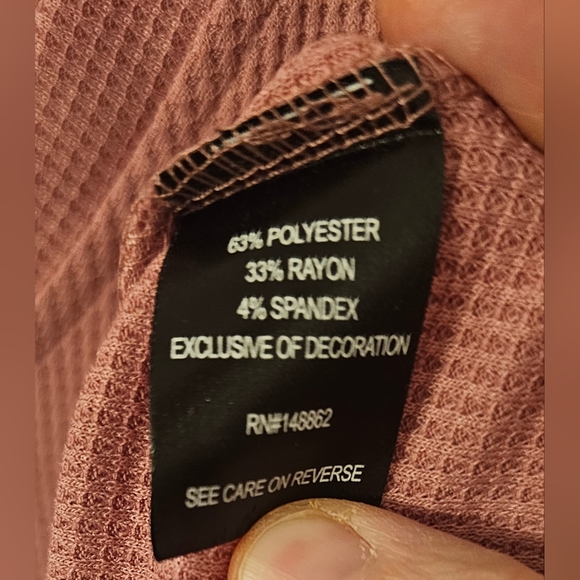 63% POLYESTER
33% RAYON
4% SPANDEX
EXCLUSIVE OF DECORATION
RN#148862
SEE CARE ON REVERSE